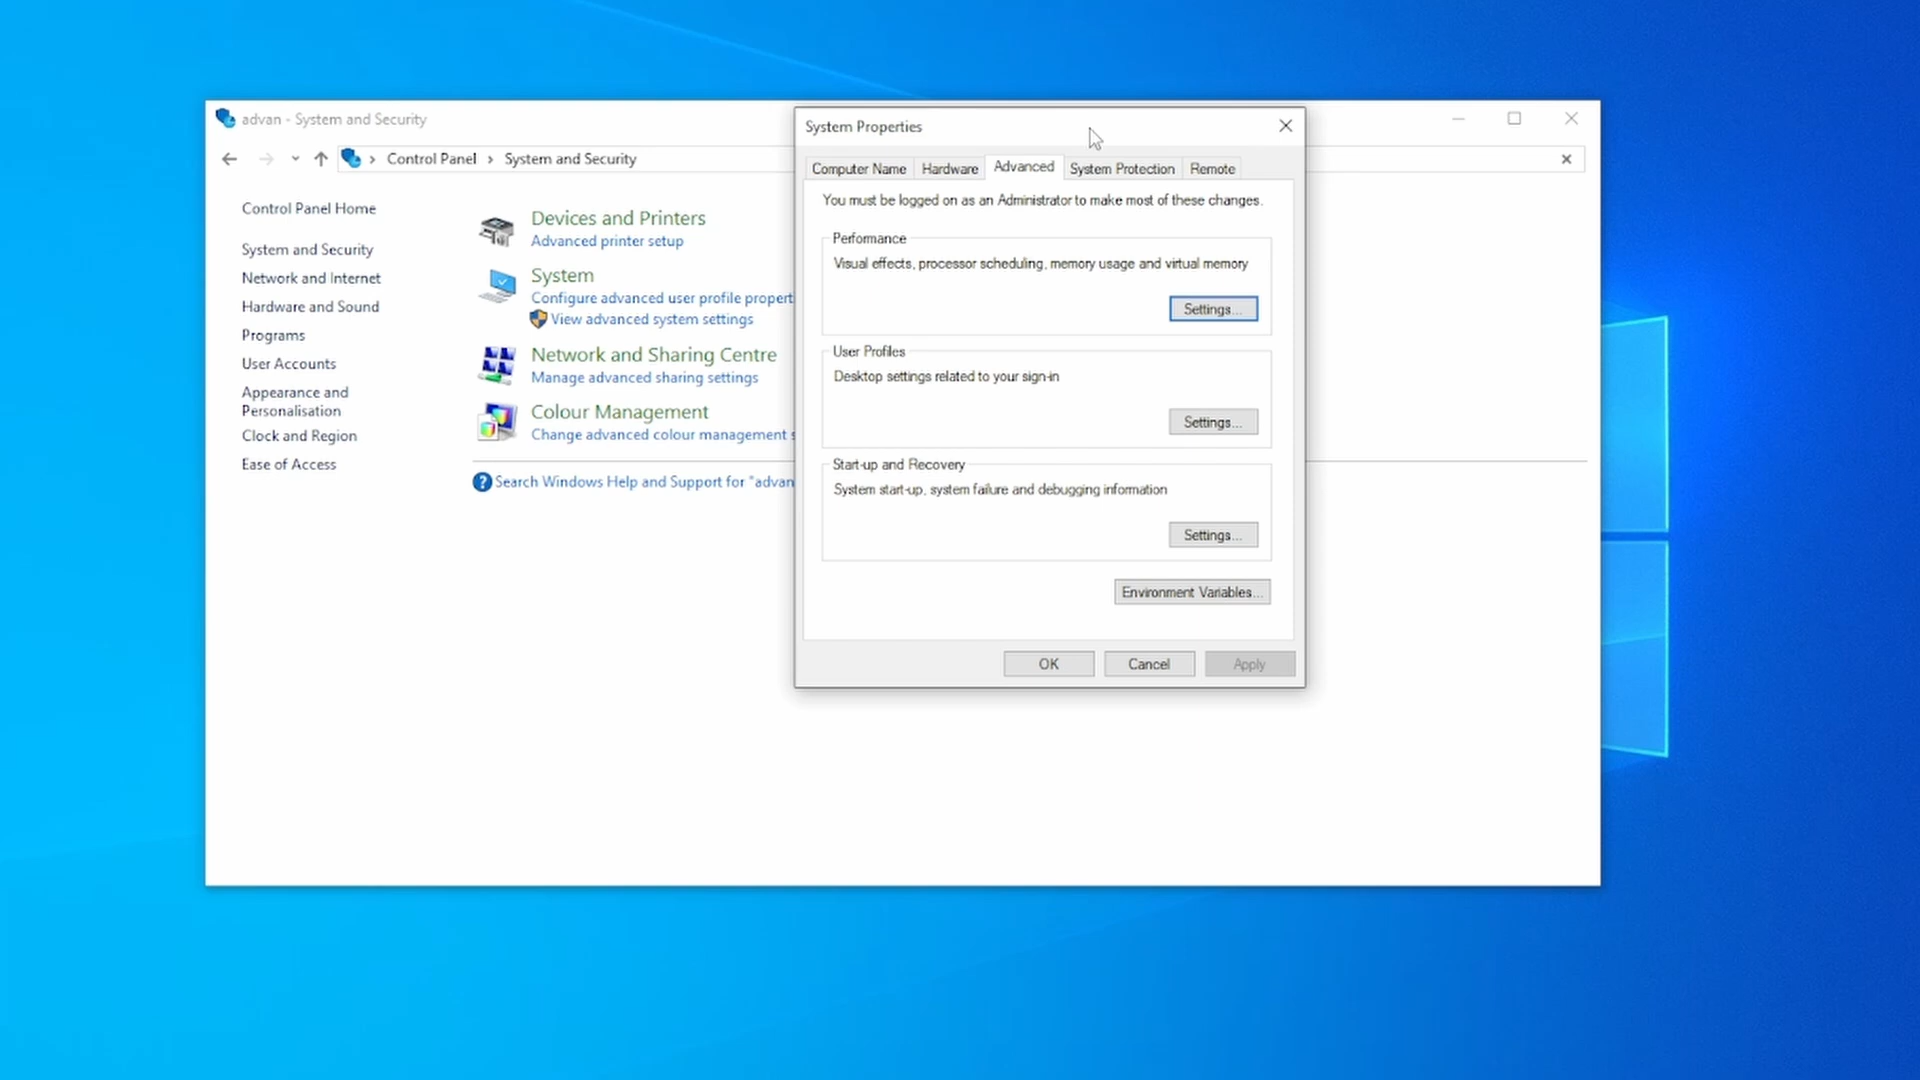 advan - System and Security
Control Panel
System and Security
Control Panel Home
System and Security
Network and Internet
Hardware and Sound
Programs
User Accounts
Appearance and
Personalisation
Clock and Region
Ease of Access
Devices and Printers
Advanced printer setup
System
Configure advanced user profile propert
View advanced system settings
Network and Sharing Centre
Manage advanced sharing settings
Colour Management
Change advanced colour management s
Search Windows Help and Support for "advan
System Properties
Computer Name
Hardware
Advanced
System Protection
Remote
You must be logged on as an Administrator to make most of these changes.
Performance
Visual effects, processor scheduling, memory usage and virtual memory
Settings...
User Profiles
Desktop settings related to your sign-in
Settings...
Start-up and Recovery
System start-up, system failure and debugging information
Settings...
Environment Variables...
OK
Cancel
Apply